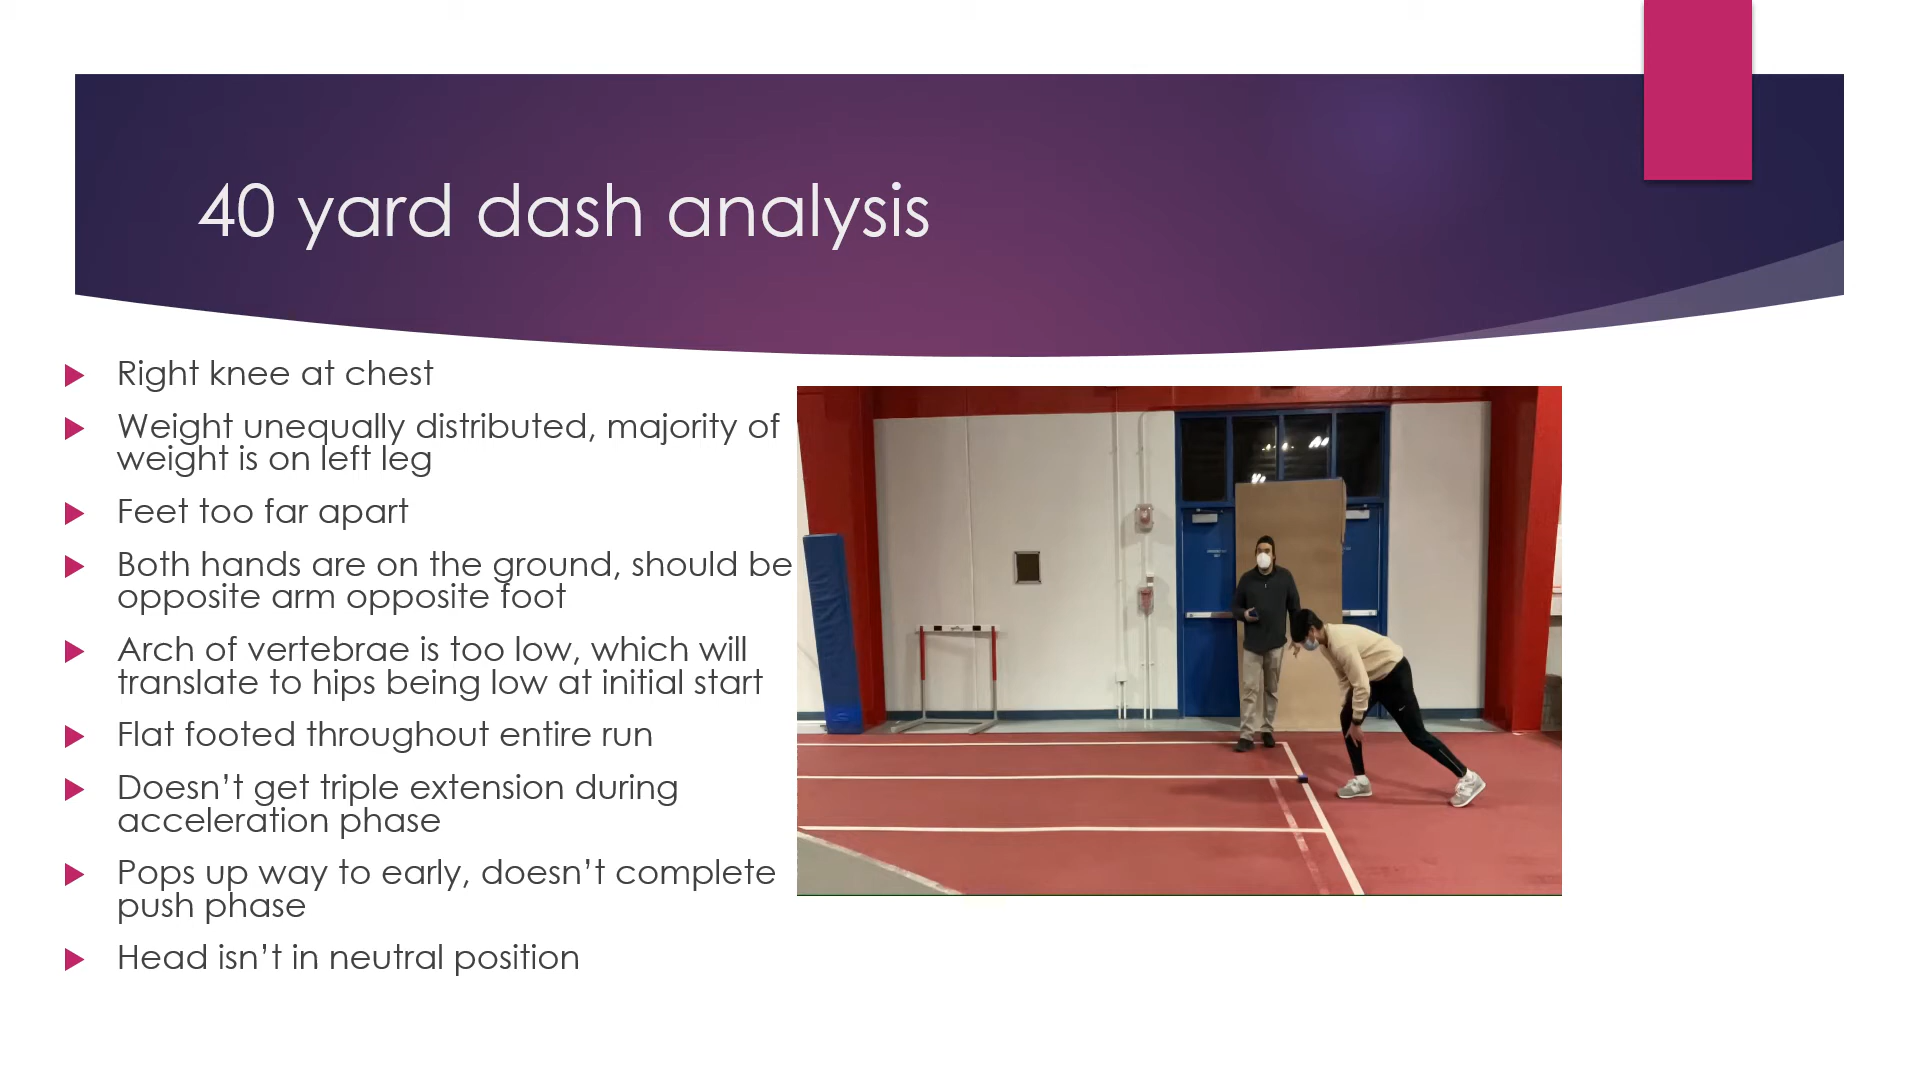 40 yard dash analysis
Right knee at chest
Weight unequally distributed, majority of
weight is on left leg
Feet too far apart
Both hands are on the ground, should be
opposite arm opposite foot
Arch of vertebrae is too low, which will
translate to hips being low at initial start
Flat footed throughout entire run
Doesn’t get triple extension during
acceleration phase
Pops up way to early, doesn’t complete
push phase
Head isn’t in neutral position